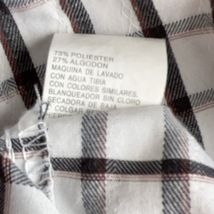 73% POLIESTER
27% ALGODON
MAQUINA DE LAVADO
CON AGUA TIBIA
CON COLORES SIMILARES.
BLANQUEADOR SIN CLORO
SECADORA DE BAJA
COLGAR